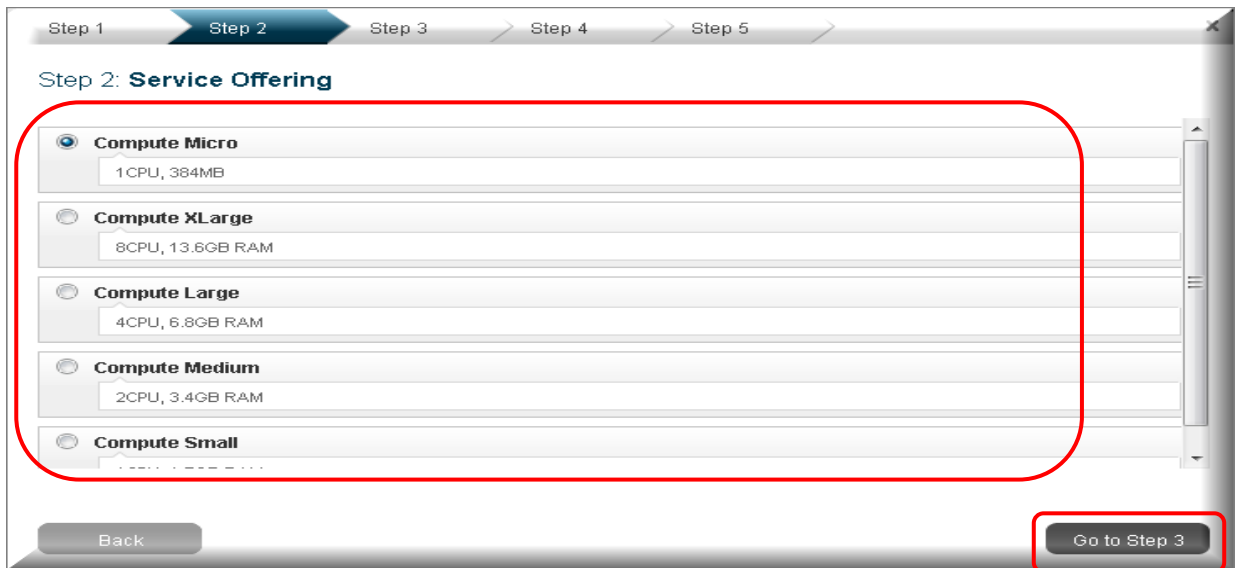 Step 1 Step 2 Step 3 Step 4 Step 5
Step 2: Service Offering
Compute Micro
1CPU, 384MB
Compute XLarge
8CPU, 13.6GB RAM
Compute Large
4CPU, 6.8GB RAM
Compute Medium
2CPU, 3.4GB RAM
Compute Small
Back Go to Step 3